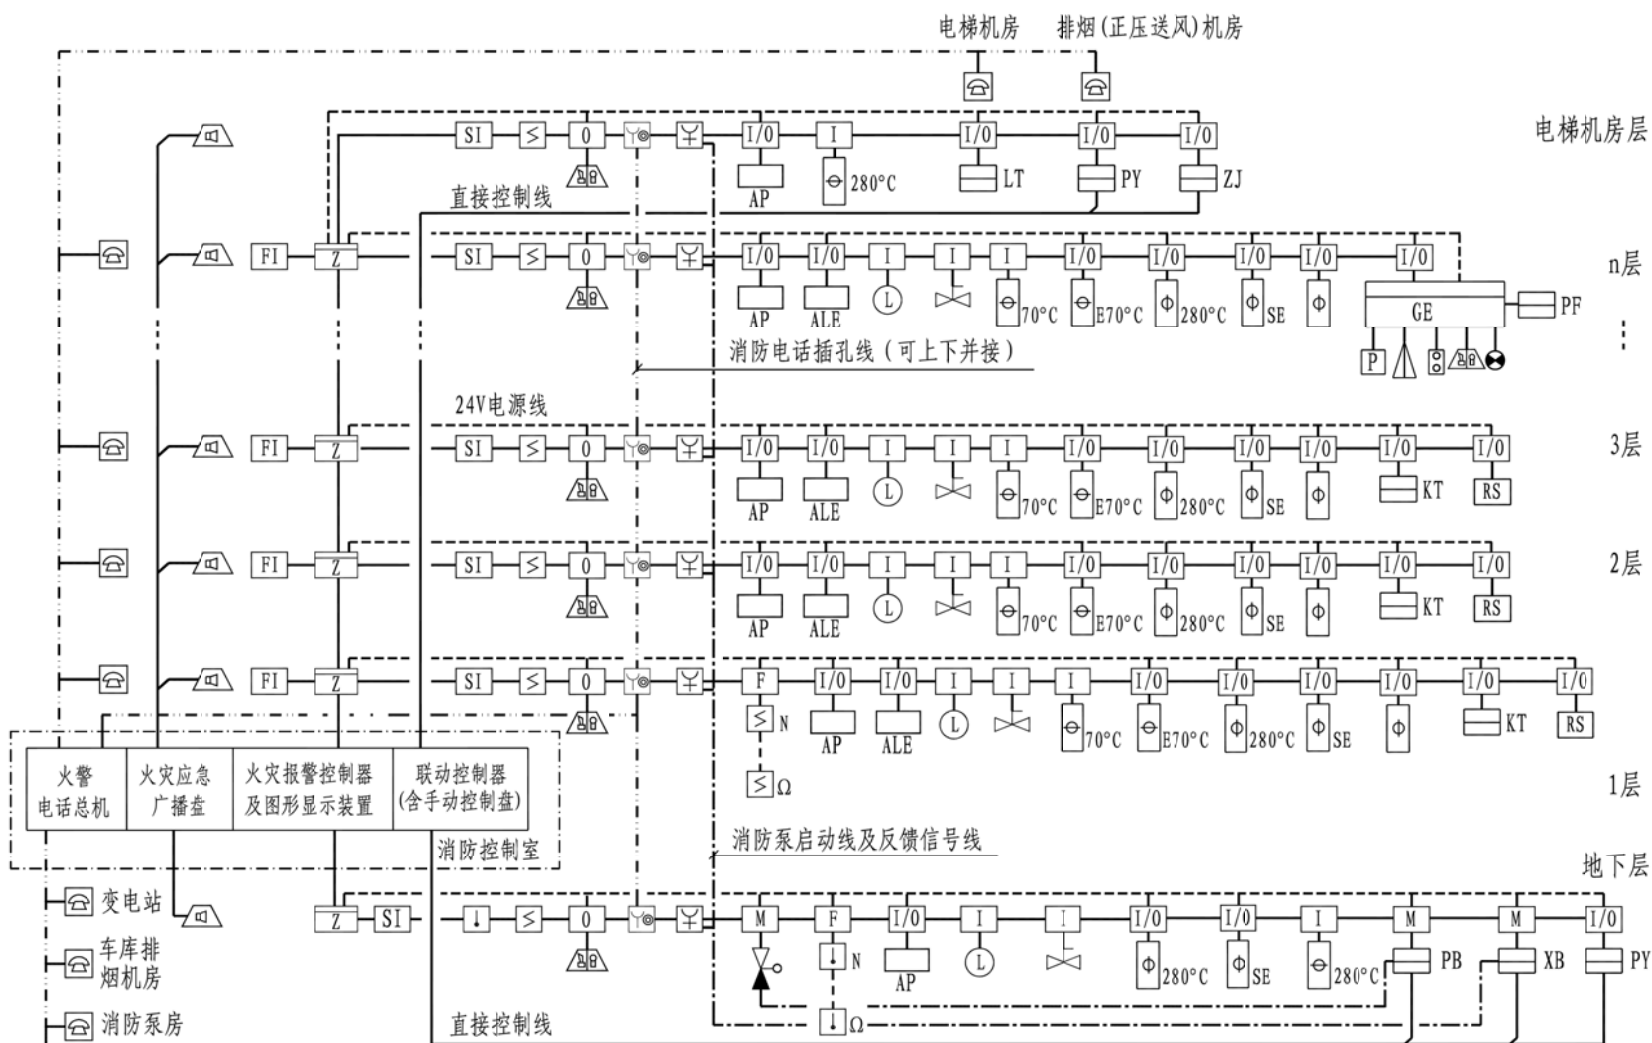 电梯机房 排烟(正压送风)机房
SI O I/O I I/O I/O I/O 电梯机房层
AP 280°C LT PY ZJ
直接控制线
FI Z SI O I/O I/O I I I I/O I/O I/O I/O I/O n层
L
AP ALE 70°C E70°C 280°C SE GE PF
消防电话插孔线（可上下并接） P
24V电源线
FI Z SI O I/O I/O I I I I/O I/O I/O I/O I/O I/O 3层
L KT RS
AP ALE 70°C E70°C 280°C SE
FI Z SI O I/O I/O I I I I/O I/O I/O I/O I/O I/O 2层
L KT RS
AP ALE 70°C E70°C 280°C SE
FI Z SI O F I/O I/O I I I I/O I/O I/O I/O I/O I/O
N L KT RS
AP ALE 70°C E70°C 280°C SE
Ω 1层
火警
电话总机
火灾应急
广播盘
火灾报警控制器
及图形显示装置
联动控制器
(含手动控制盘)
消防控制室
消防泵启动线及反馈信号线
地下层
Z SI O M F I/O I I I/O I/O I M M I/O
N L PB XB PY
AP 280°C SE 280°C
Ω
变电站
车库排
烟机房
消防泵房
直接控制线